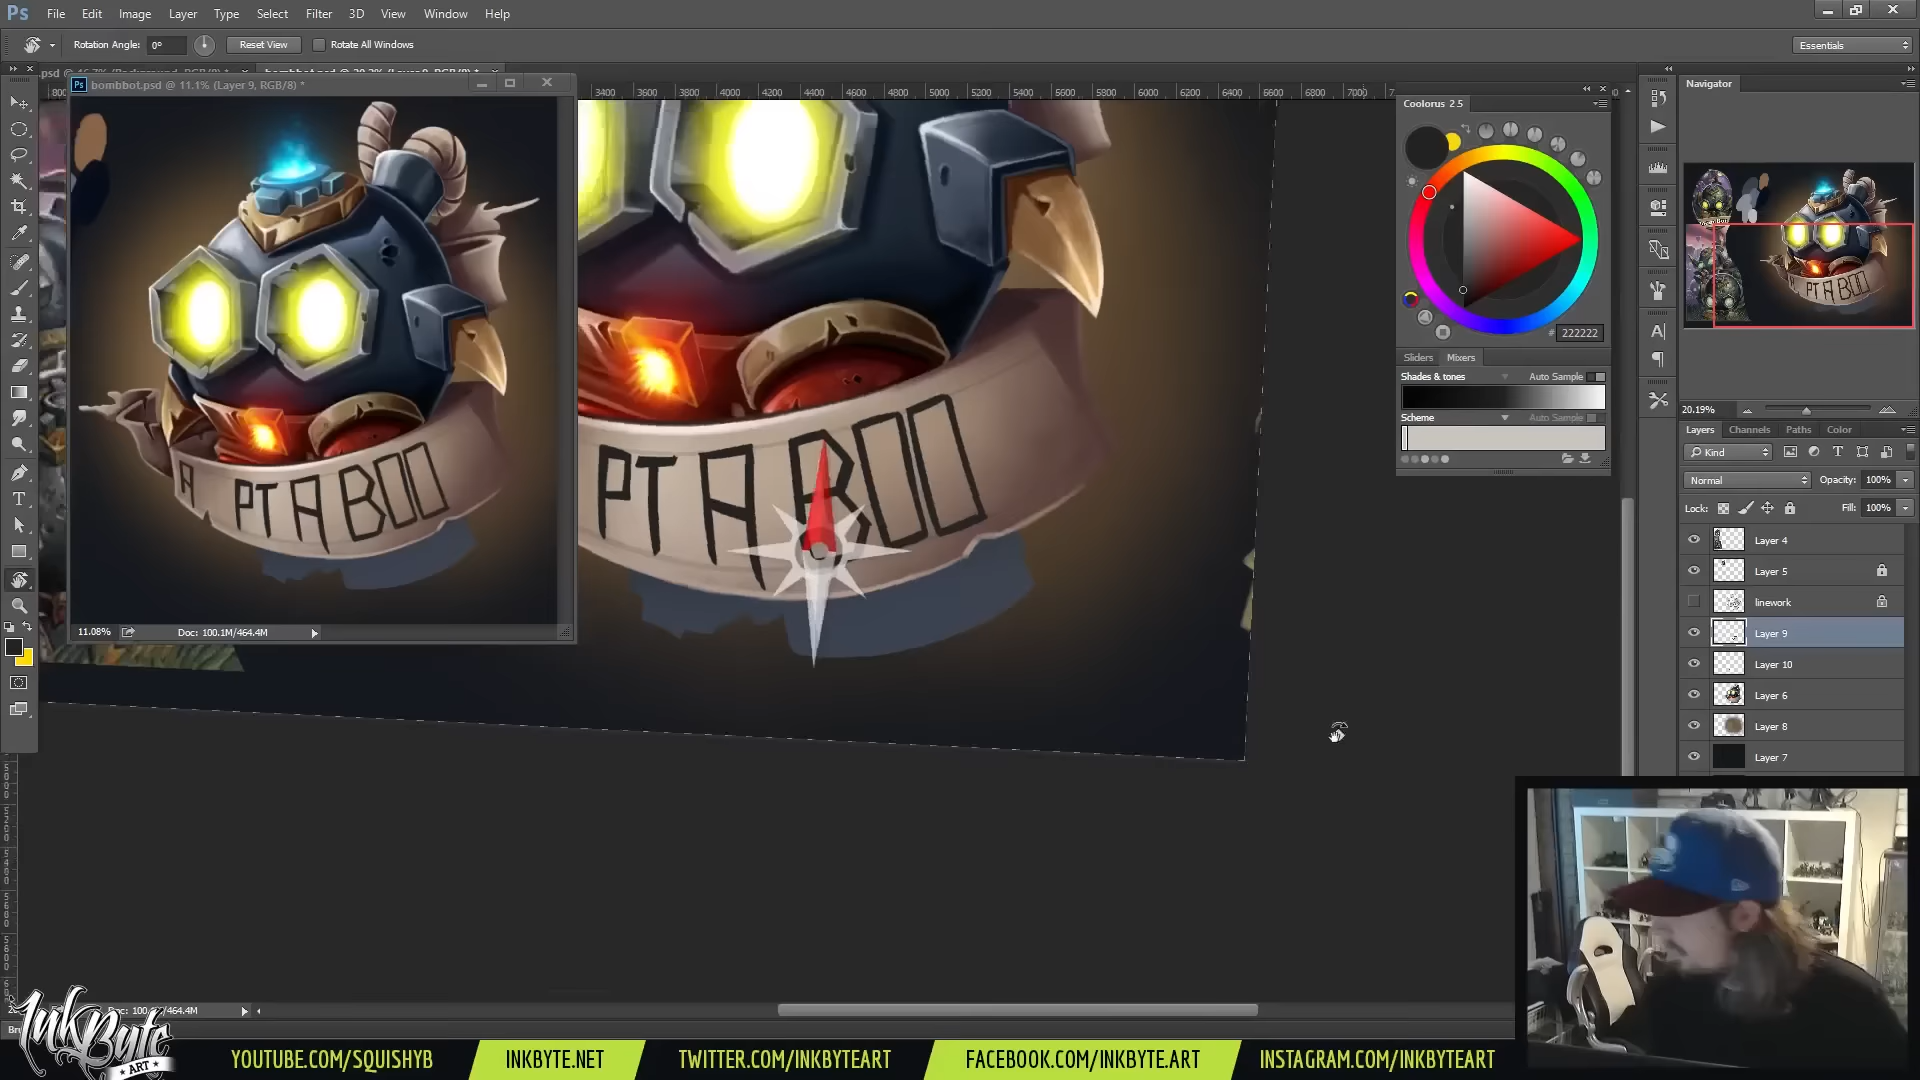 Ps File Edit Image Layer Type Select Filter 3D View Window Help
Rotation Angle: 0° Reset View Rotate All Windows Essentials
bombbot.psd @ 11.1% (Layer 9, RGB/8) *
3400 3600 3800 4000 4200 4400 4600 4800 5000 5200 5400 5600 5800 6000 6200 6400 6600 6800 7000
Coolorus 2.5
Navigator
# 222222
Sliders Mixers
Shades & tones Auto Sample
Scheme Auto Sample
20.19%
Layers Channels Paths Color
Kind
Normal Opacity: 100%
Lock: Fill: 100%
Layer 4
Layer 5
linework
Layer 9
Layer 10
Layer 6
Layer 8
Layer 7
A PT A BOO
PT A BOO
11.08% Doc: 100.1M/464.4M
InkByte
ART
YOUTUBE.COM/SQUISHYB INKBYTE.NET TWITTER.COM/INKBYTEART FACEBOOK.COM/INKBYTE.ART INSTAGRAM.COM/INKBYTEART